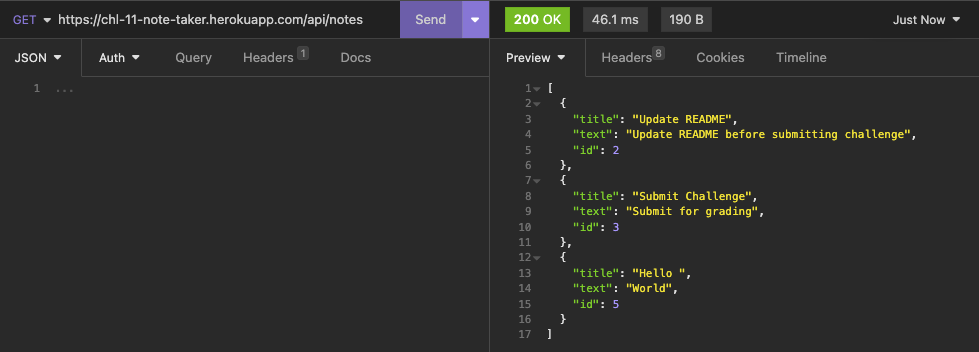 GET https://chl-11-note-taker.herokuapp.com/api/notes Send 200 OK 46.1 ms 190 B Just Now
JSON Auth Query Headers 1 Docs Preview Headers 8 Cookies Timeline
1 ...
1 [
2 {
3 "title": "Update README",
4 "text": "Update README before submitting challenge",
5 "id": 2
6 },
7 {
8 "title": "Submit Challenge",
9 "text": "Submit for grading",
10 "id": 3
11 },
12 {
13 "title": "Hello ",
14 "text": "World",
15 "id": 5
16 }
17 ]